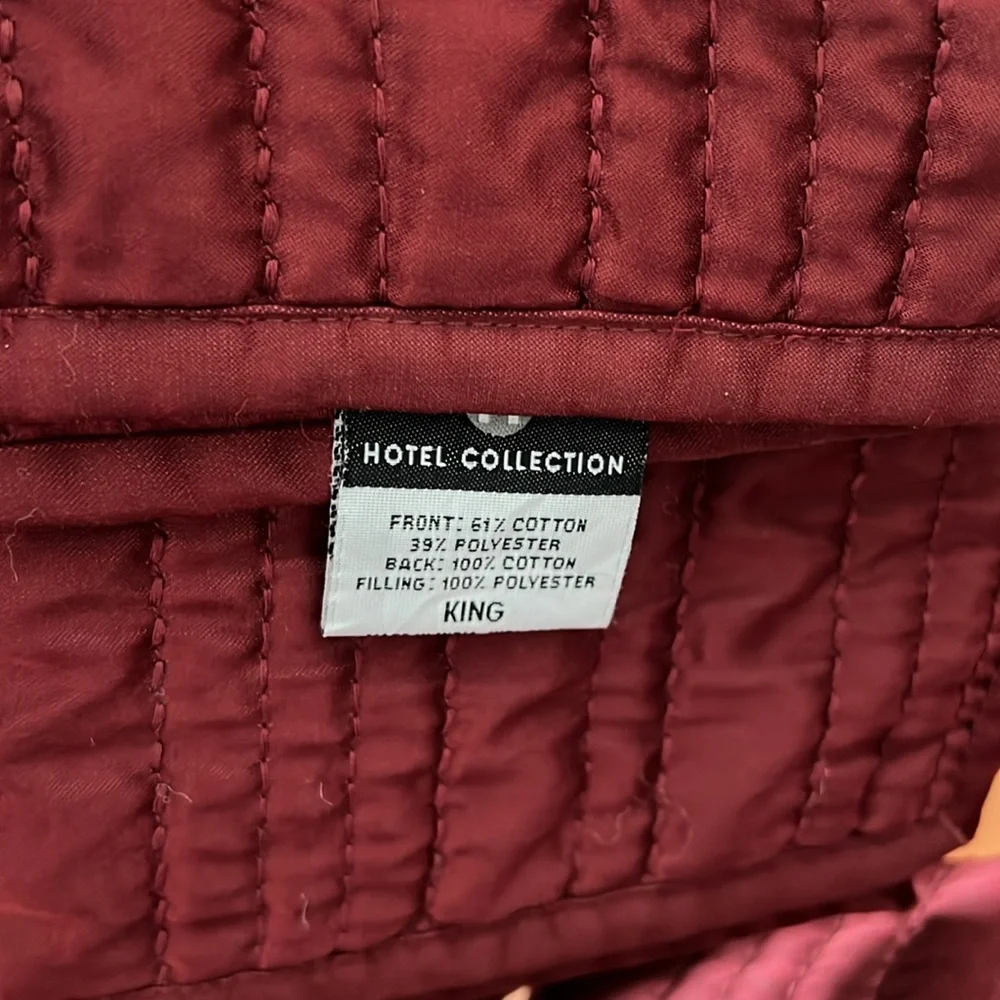 HOTEL COLLECTION
FRONT: 61% COTTON
39% POLYESTER
BACK: 100% COTTON
FILLING: 100% POLYESTER
KING